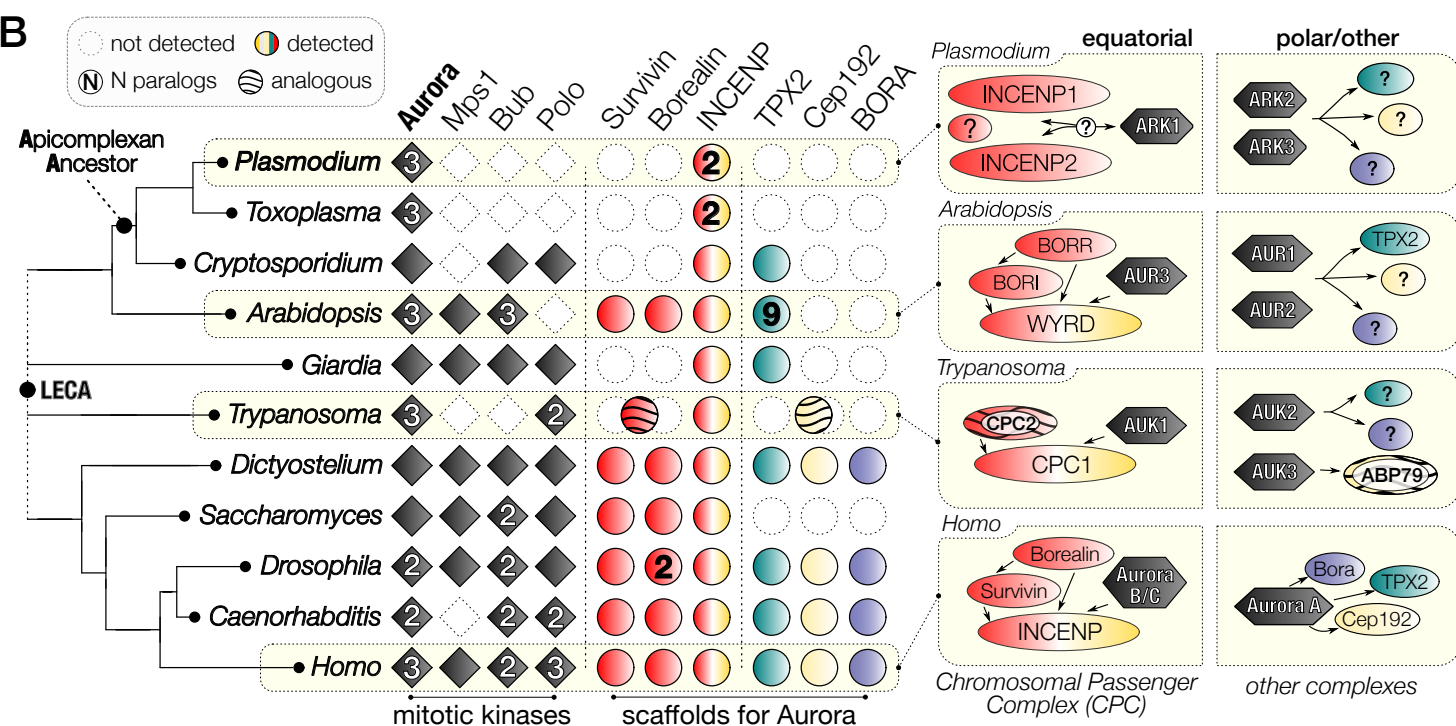 B
not detected
detected
N paralogs
analogous
N
Aurora
Mps1
Bub
Polo
Survivin
Borealin
INCENP
TPX2
Cep192
BORA
Apicomplexan
Ancestor
LECA
Plasmodium 3 2
Toxoplasma 3 2
Cryptosporidium
Arabidopsis 3 3 9
Giardia
Trypanosoma 3 2
Dictyostelium
Saccharomyces 2
Drosophila 2 2 2
Caenorhabditis 2 2 2
Homo 3 2 3
mitotic kinases
scaffolds for Aurora
equatorial
polar/other
Plasmodium
INCENP1
?
?
ARK1
INCENP2
ARK2
ARK3
?
?
?
Arabidopsis
BORR
BORI
AUR3
WYRD
AUR1
AUR2
TPX2
?
?
Trypanosoma
CPC2
AUK1
CPC1
AUK2
?
?
AUK3
ABP79
Homo
Borealin
Survivin
Aurora
B/C
INCENP
Aurora A
Bora
TPX2
Cep192
Chromosomal Passenger
Complex (CPC)
other complexes